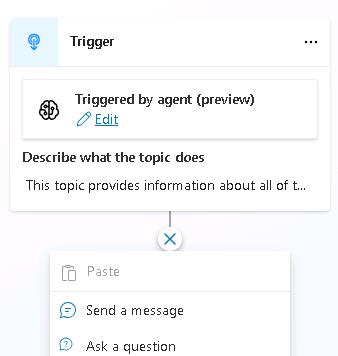 Trigger
Triggered by agent (preview)
Edit
Describe what the topic does
This topic provides information about all of t...
Paste
Send a message
Ask a question